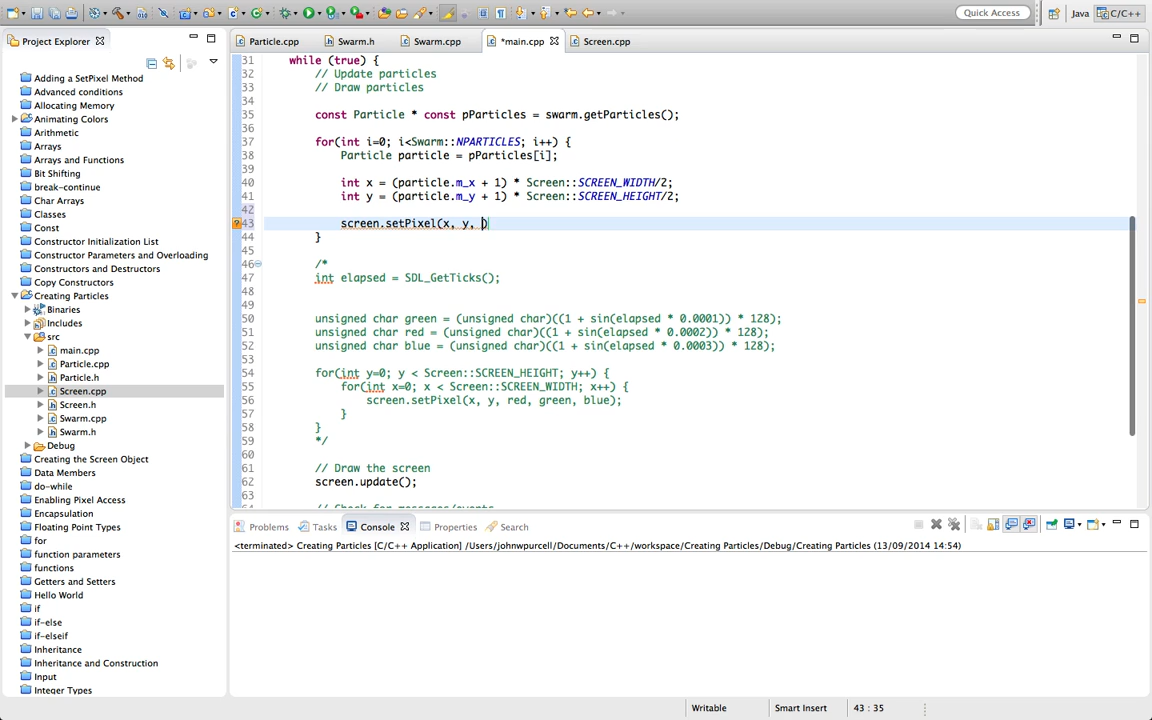 Quick Access
Java
C/C++
Project Explorer
Adding a SetPixel Method
Advanced conditions
Allocating Memory
Animating Colors
Arithmetic
Arrays
Arrays and Functions
Bit Shifting
break-continue
Char Arrays
Classes
Const
Constructor Initialization List
Constructor Parameters and Overloading
Constructors and Destructors
Copy Constructors
Creating Particles
Binaries
Includes
src
main.cpp
Particle.cpp
Particle.h
Screen.cpp
Screen.h
Swarm.cpp
Swarm.h
Debug
Creating the Screen Object
Data Members
do-while
Enabling Pixel Access
Encapsulation
Floating Point Types
for
function parameters
functions
Getters and Setters
Hello World
if
if-else
if-elseif
Inheritance
Inheritance and Construction
Input
Integer Types
Particle.cpp
Swarm.h
Swarm.cpp
*main.cpp
Screen.cpp
31 while (true) {
32 // Update particles
33 // Draw particles
34
35 const Particle * const pParticles = swarm.getParticles();
36
37 for(int i=0; i<Swarm::NPARTICLES; i++) {
38 Particle particle = pParticles[i];
39
40 int x = (particle.m_x + 1) * Screen::SCREEN_WIDTH/2;
41 int y = (particle.m_y + 1) * Screen::SCREEN_HEIGHT/2;
42
43 screen.setPixel(x, y, )
44 }
45
46 /*
47 int elapsed = SDL_GetTicks();
48
49
50 unsigned char green = (unsigned char)((1 + sin(elapsed * 0.0001)) * 128);
51 unsigned char red = (unsigned char)((1 + sin(elapsed * 0.0002)) * 128);
52 unsigned char blue = (unsigned char)((1 + sin(elapsed * 0.0003)) * 128);
53
54 for(int y=0; y < Screen::SCREEN_HEIGHT; y++) {
55 for(int x=0; x < Screen::SCREEN_WIDTH; x++) {
56 screen.setPixel(x, y, red, green, blue);
57 }
58 }
59 */
60
61 // Draw the screen
62 screen.update();
63
// Check for messages/events
Problems
Tasks
Console
Properties
Search
<terminated> Creating Particles [C/C++ Application] /Users/johnwpurcell/Documents/C++/workspace/Creating Particles/Debug/Creating Particles (13/09/2014 14:54)
Writable
Smart Insert
43 : 35